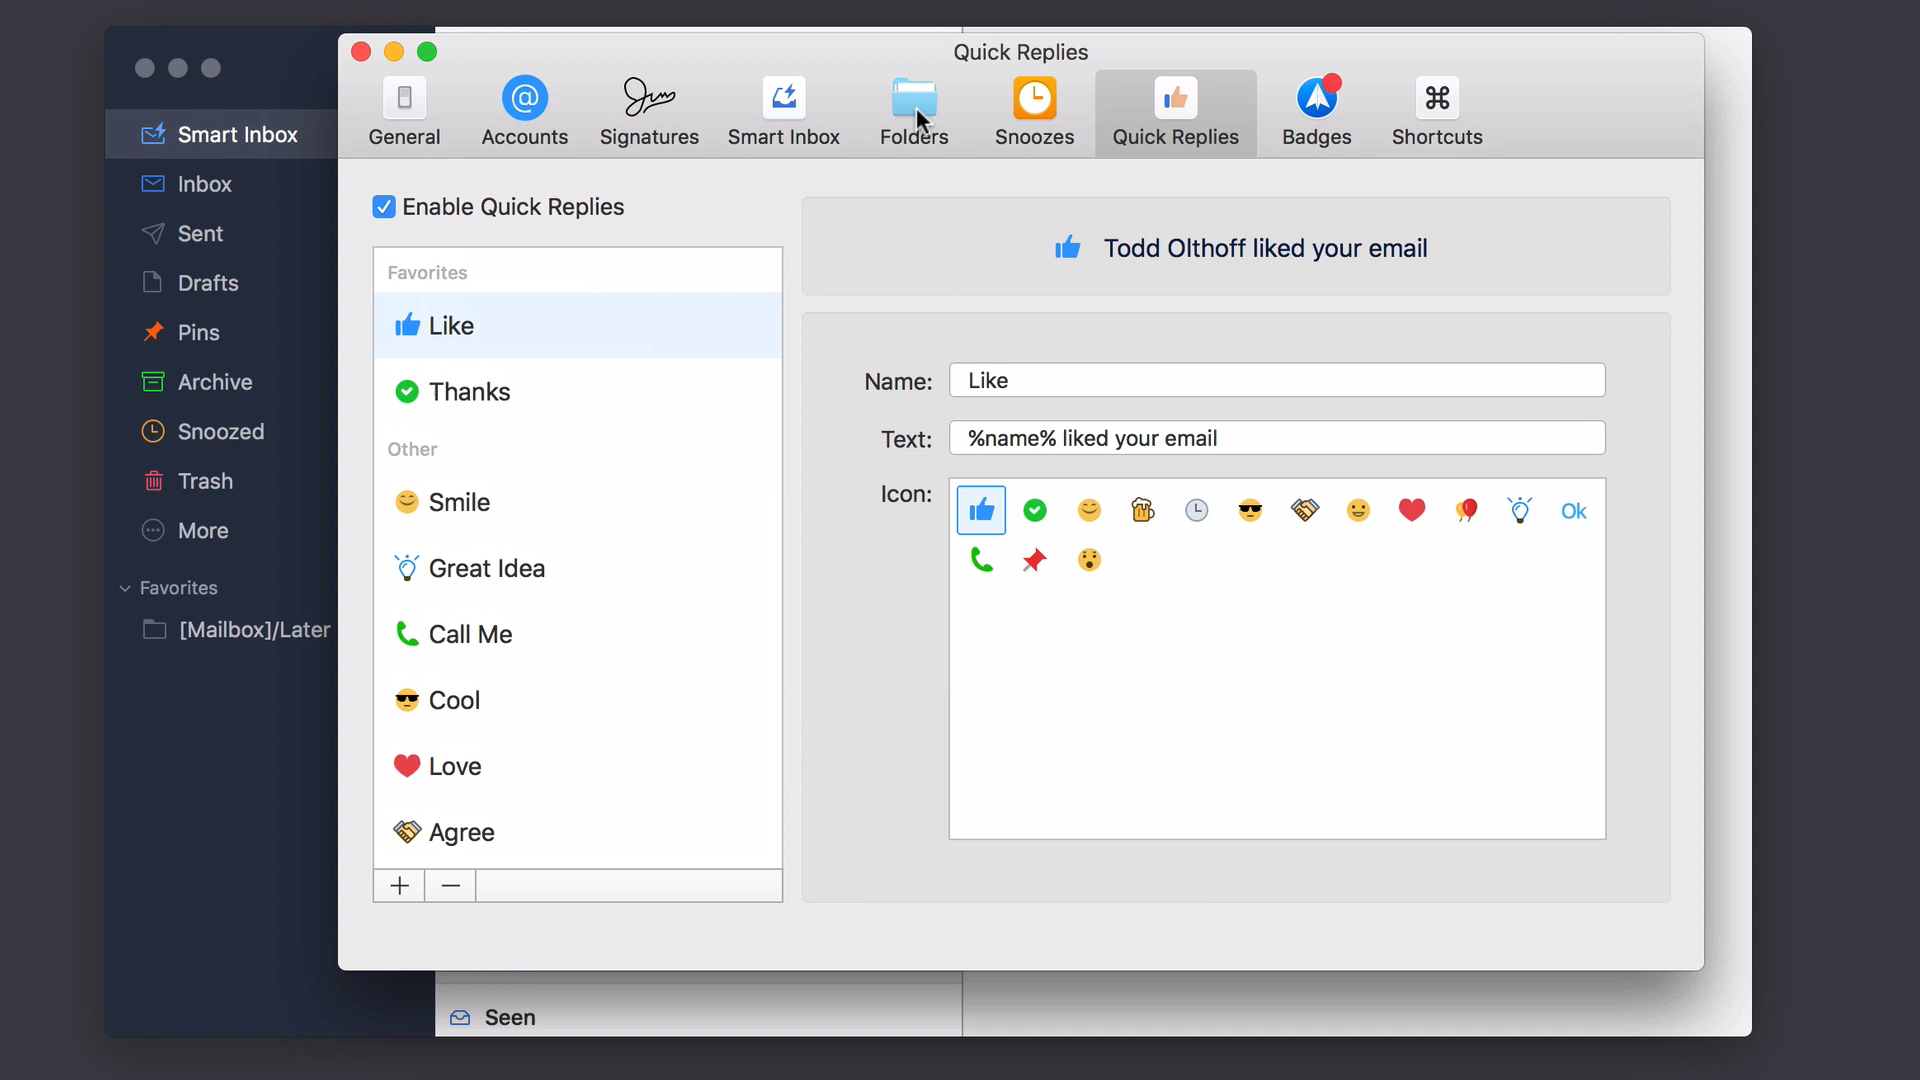 Quick Replies
General
Accounts
Signatures
Smart Inbox
Folders
Snoozes
Quick Replies
Badges
Shortcuts
Smart Inbox
Inbox
Sent
Drafts
Pins
Archive
Snoozed
Trash
More
Favorites
[Mailbox]/Later
Enable Quick Replies
Favorites
Like
Thanks
Other
Smile
Great Idea
Call Me
Cool
Love
Agree
Todd Olthoff liked your email
Name: Like
Text: %name% liked your email
Icon:
Ok
Seen